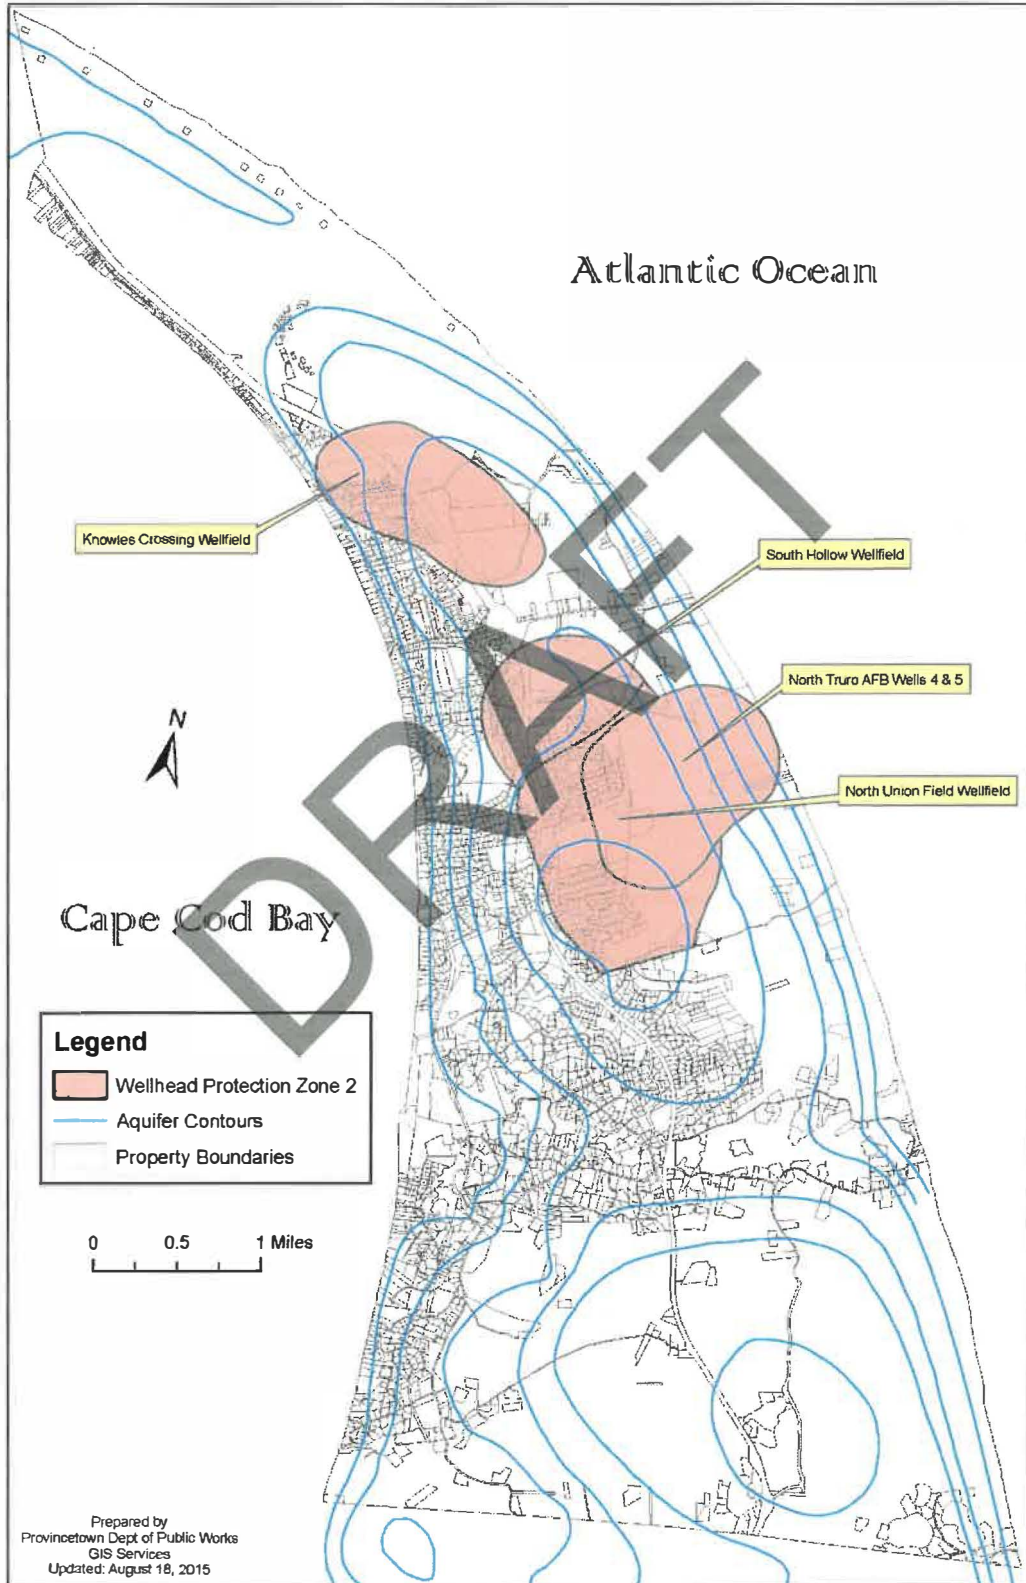 Atlantic Ocean
Knowles Crossing Wellfield
South Hollow Wellfield
North Truro AFB Wells 4 & 5
N
North Union Field Wellfield
DRAFT
Cape Cod Bay
Legend
Wellhead Protection Zone 2
Aquifer Contours
Property Boundaries
0 0.5 1 Miles
Prepared by
Provincetown Dept of Public Works
GIS Services
Updated: August 18, 2015